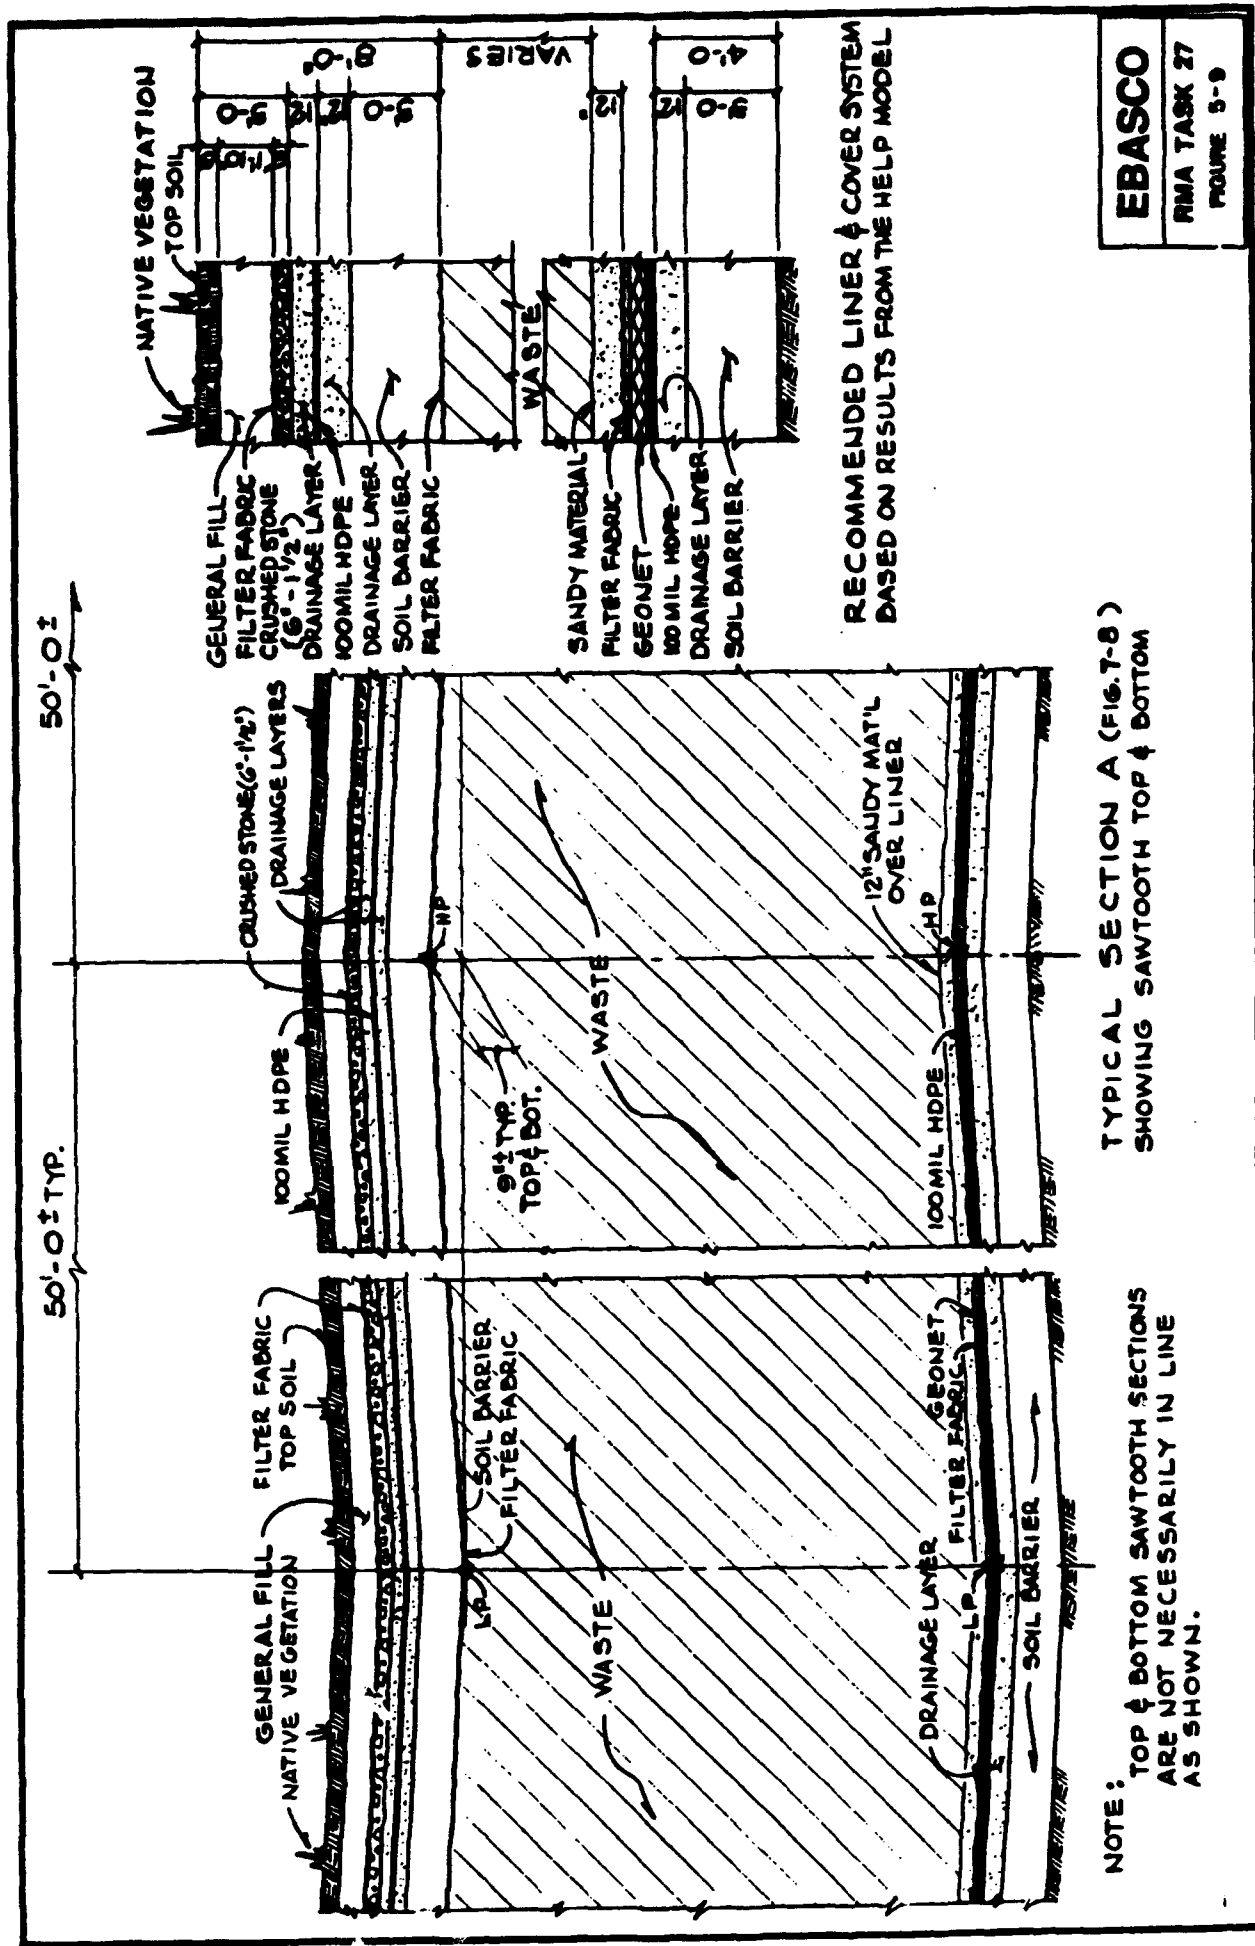 50'-0± TYP.
50'-0±
GENERAL FILL
NATIVE VEGETATION
FILTER FABRIC
TOP SOIL
100MIL HDPE
CRUSHED STONE (6"-1½")
DRAINAGE LAYERS
LP
SOIL BARRIER
FILTER FABRIC
HP
9"± TYP.
TOP & BOT.
WASTE
WASTE
DRAINAGE LAYER
LP
FILTER FABRIC
GEONET
SOIL BARRIER
100MIL HDPE
HP
12" SANDY MAT'L
OVER LINER
NATIVE VEGETATION
TOP SOIL
GENERAL FILL
FILTER FABRIC
CRUSHED STONE
(6"-1½")
DRAINAGE LAYER
100MIL HDPE
DRAINAGE LAYER
SOIL BARRIER
FILTER FABRIC
WASTE
SANDY MATERIAL
FILTER FABRIC
GEONET
100 MIL HDPE
DRAINAGE LAYER
SOIL BARRIER
12"
12"
8'-0"
VARIES
12"
12"
4'-0
RECOMMENDED LINER & COVER SYSTEM
BASED ON RESULTS FROM THE HELP MODEL
TYPICAL SECTION A (FIG. 7-8)
SHOWING SAWTOOTH TOP & BOTTOM
NOTE:
TOP & BOTTOM SAWTOOTH SECTIONS
ARE NOT NECESSARILY IN LINE
AS SHOWN.
EBASCO
RMA TASK 27
FIGURE 5-9